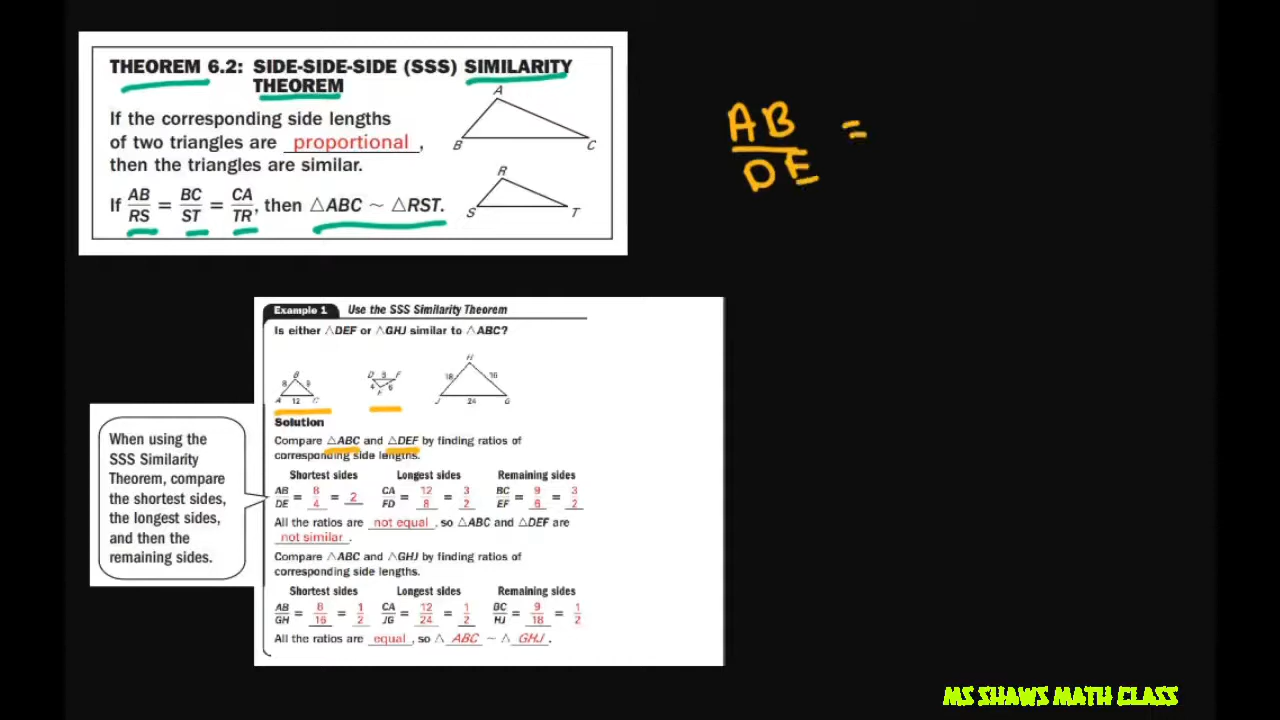 THEOREM 6.2: SIDE-SIDE-SIDE (SSS) SIMILARITY
THEOREM
If the corresponding side lengths
of two triangles are proportional,
then the triangles are similar.
If AB/RS = BC/ST = CA/TR, then △ABC ~ △RST.
A
B
C
R
S
T
AB/DE =
Example 1 Use the SSS Similarity Theorem
Is either △DEF or △GHJ similar to △ABC?
B
8
9
A
12
C
D
F
4
6
E
H
18
16
J
24
G
Solution
Compare △ABC and △DEF by finding ratios of
corresponding side lengths.
Shortest sides Longest sides Remaining sides
AB/DE = 8/4 = 2 CA/FD = 12/8 = 3/2 BC/EF = 9/6 = 3/2
All the ratios are not equal, so △ABC and △DEF are
not similar.
Compare △ABC and △GHJ by finding ratios of
corresponding side lengths.
Shortest sides Longest sides Remaining sides
AB/GH = 8/16 = 1/2 CA/JG = 12/24 = 1/2 BC/HJ = 9/18 = 1/2
All the ratios are equal, so △ABC ~ △GHJ.
When using the
SSS Similarity
Theorem, compare
the shortest sides,
the longest sides,
and then the
remaining sides.
MS SHAWS MATH CLASS